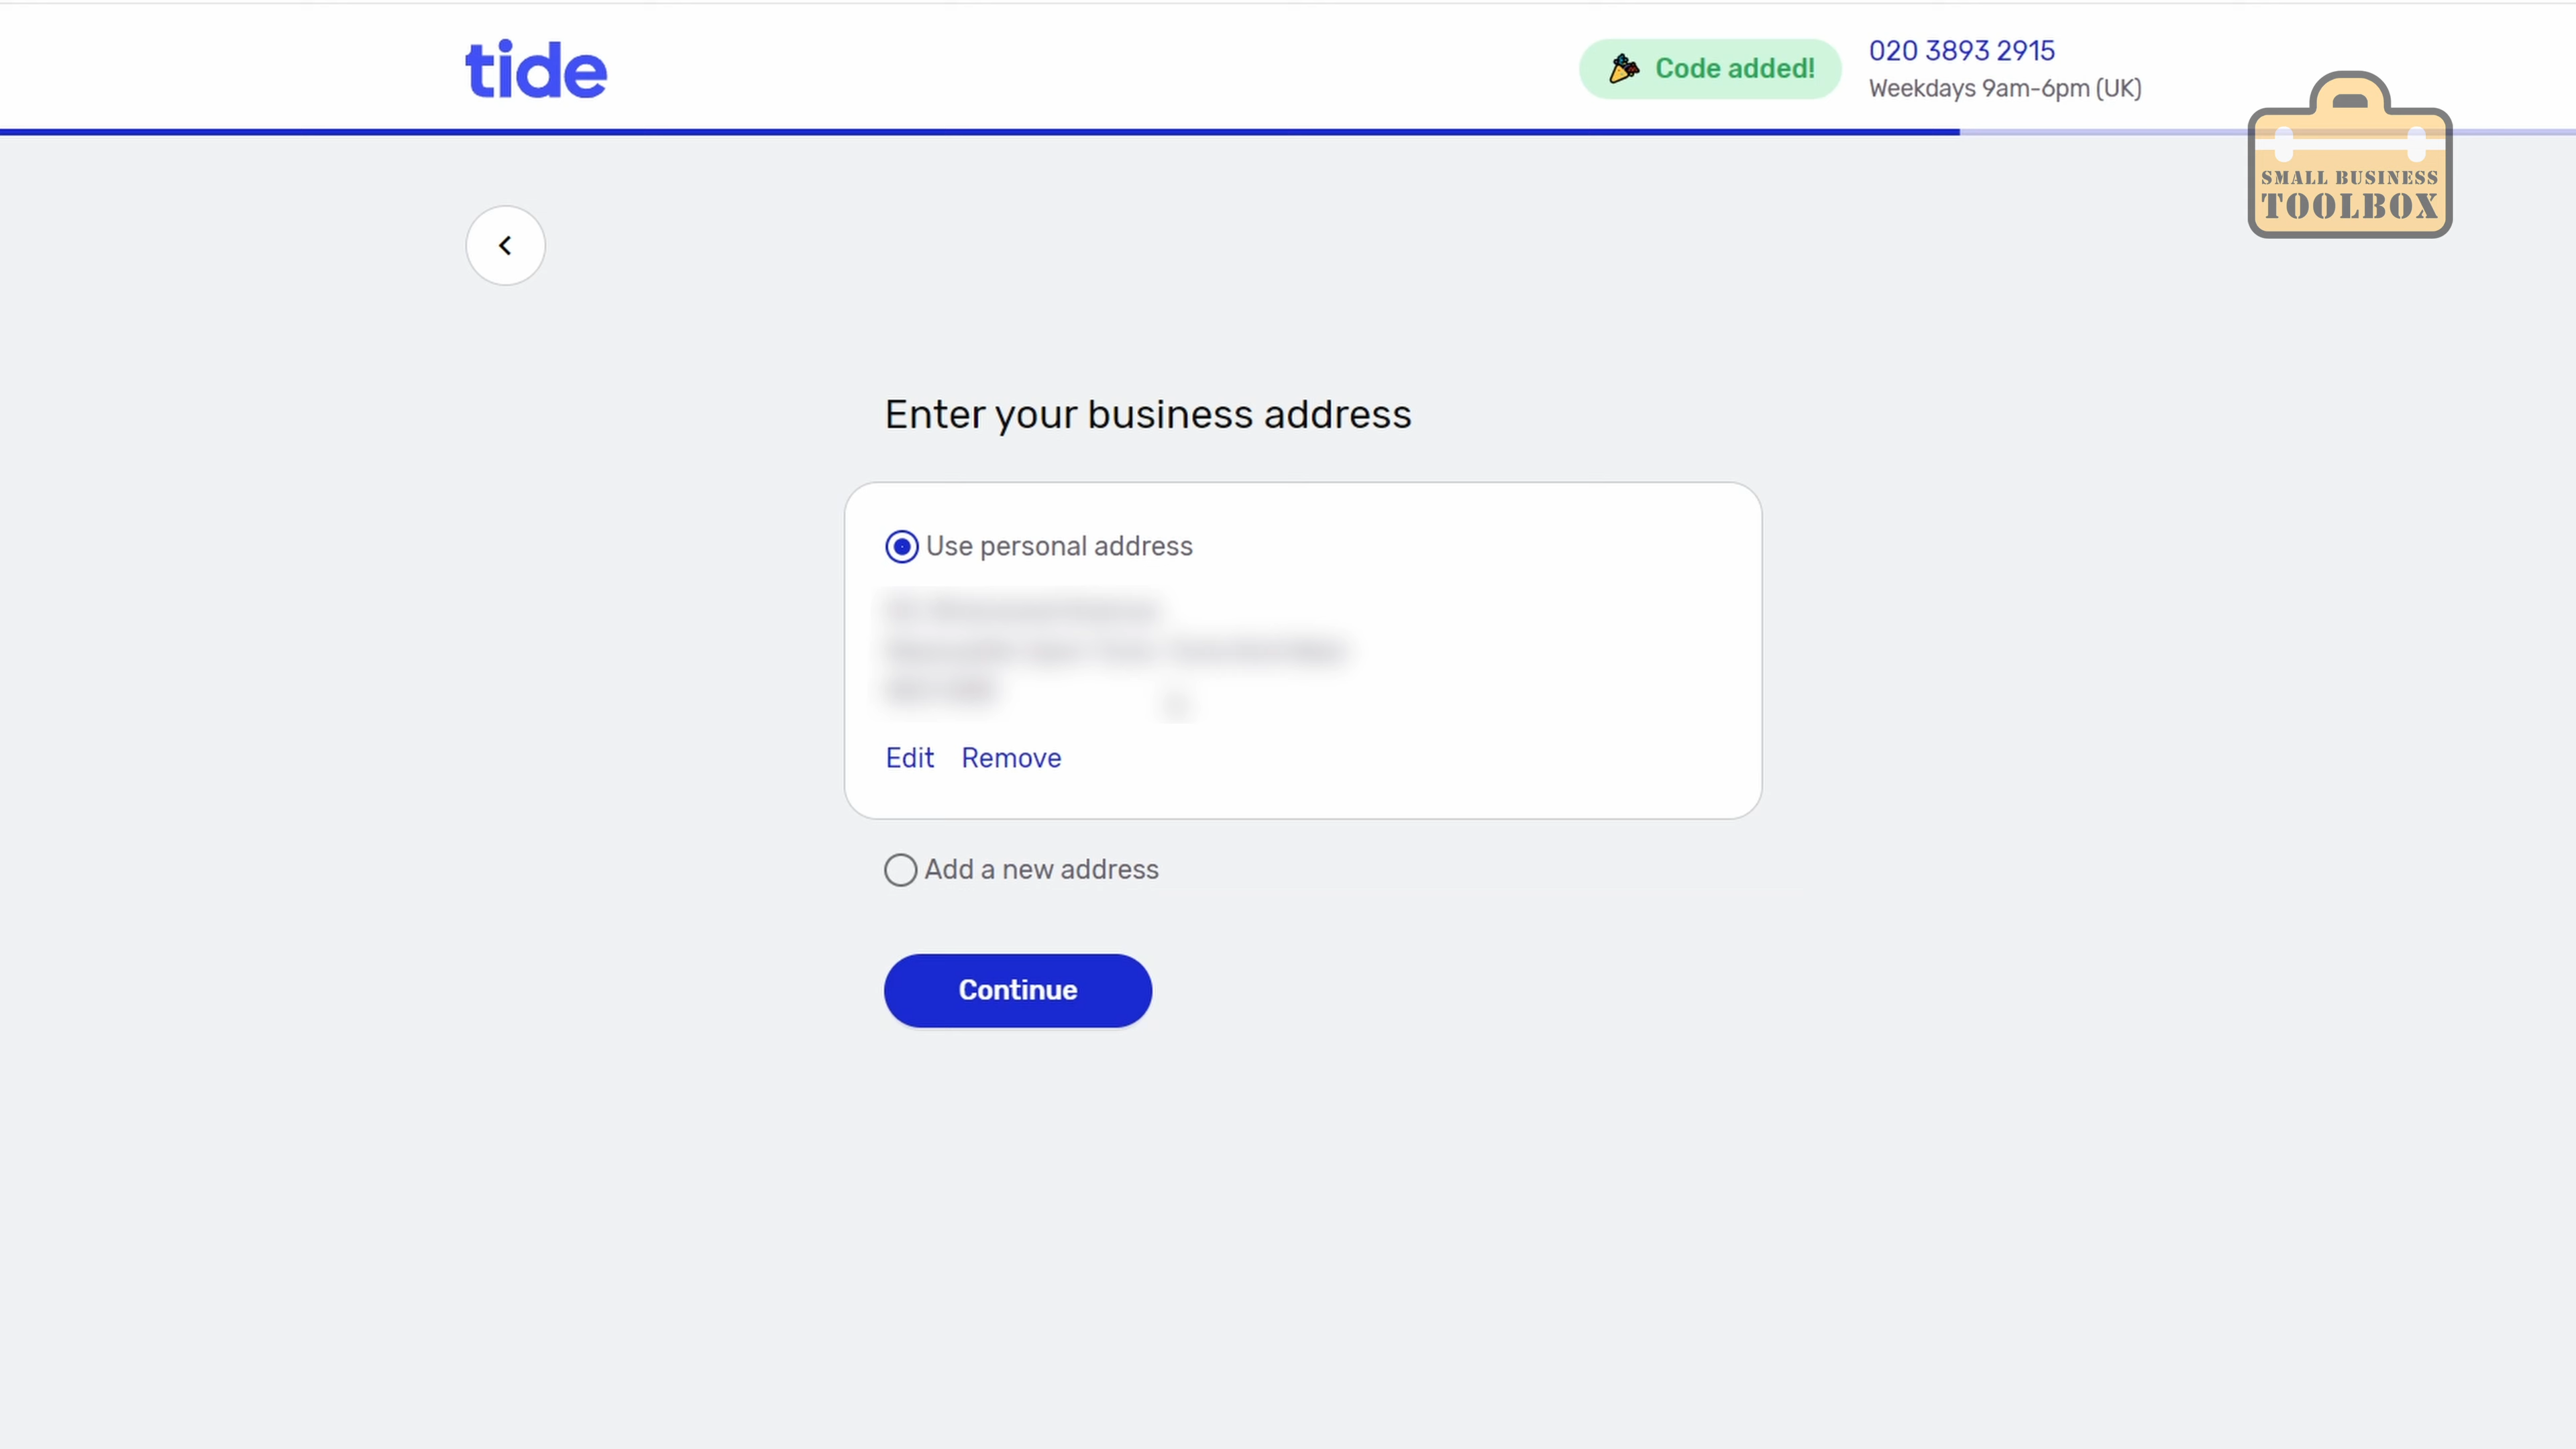 tide
Code added!
020 3893 2915
Weekdays 9am-6pm (UK)
SMALL BUSINESS
TOOLBOX
Enter your business address
Use personal address
Edit Remove
Add a new address
Continue